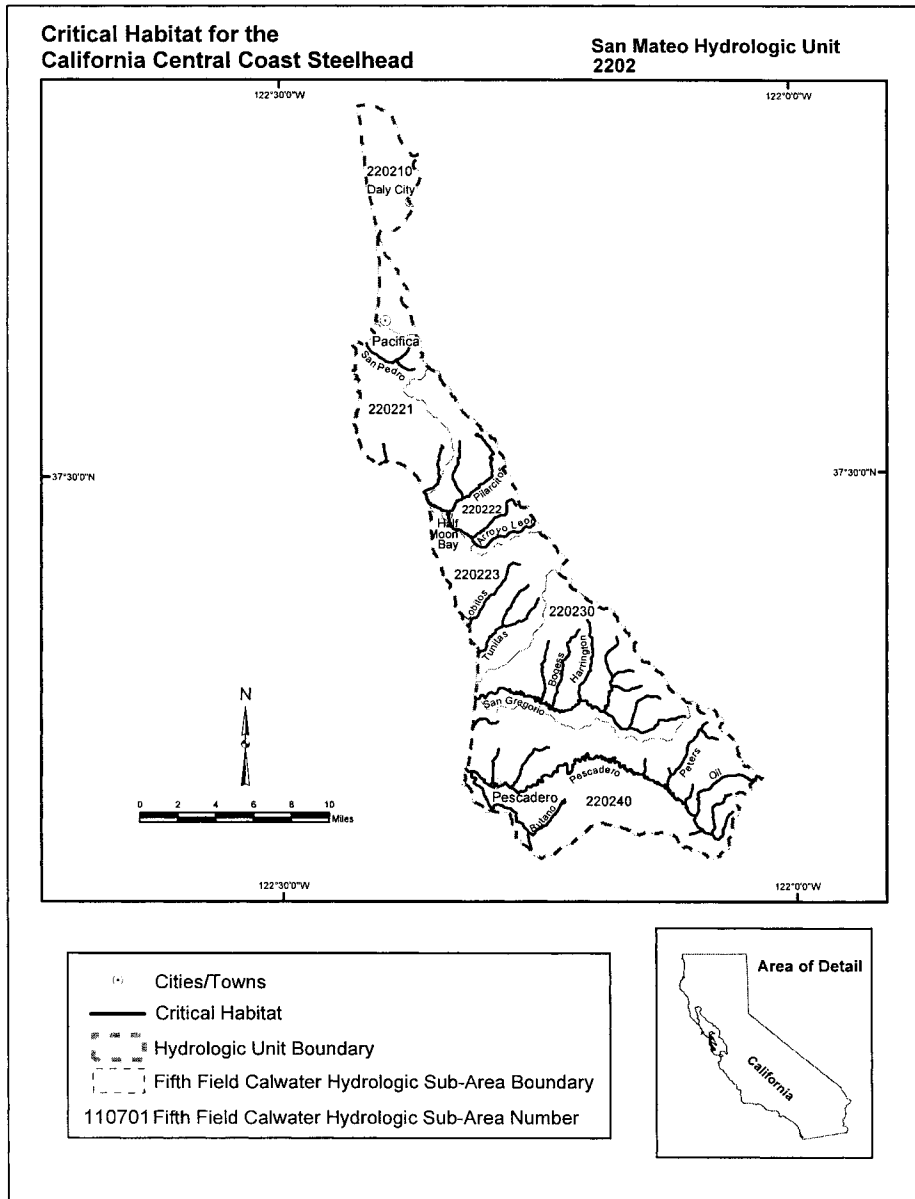 Critical Habitat for the
California Central Coast Steelhead
San Mateo Hydrologic Unit
2202
122°30'0"W
122°0'0"W
220210
Daly City
Pacifica
San Pedro
220221
37°30'0"N
37°30'0"N
Pilarcitos
220222
Half
Moon
Bay
Arroyo Leon
220223
Lobitos
220230
Tunitas
Bogess
Harrington
N
San Gregorio
Peters
Oil
Pescadero
Pescadero
220240
Butano
0 2 4 6 8 10
Miles
122°30'0"W
122°0'0"W
Cities/Towns
Critical Habitat
Hydrologic Unit Boundary
Fifth Field Calwater Hydrologic Sub-Area Boundary
110701 Fifth Field Calwater Hydrologic Sub-Area Number
Area of Detail
California